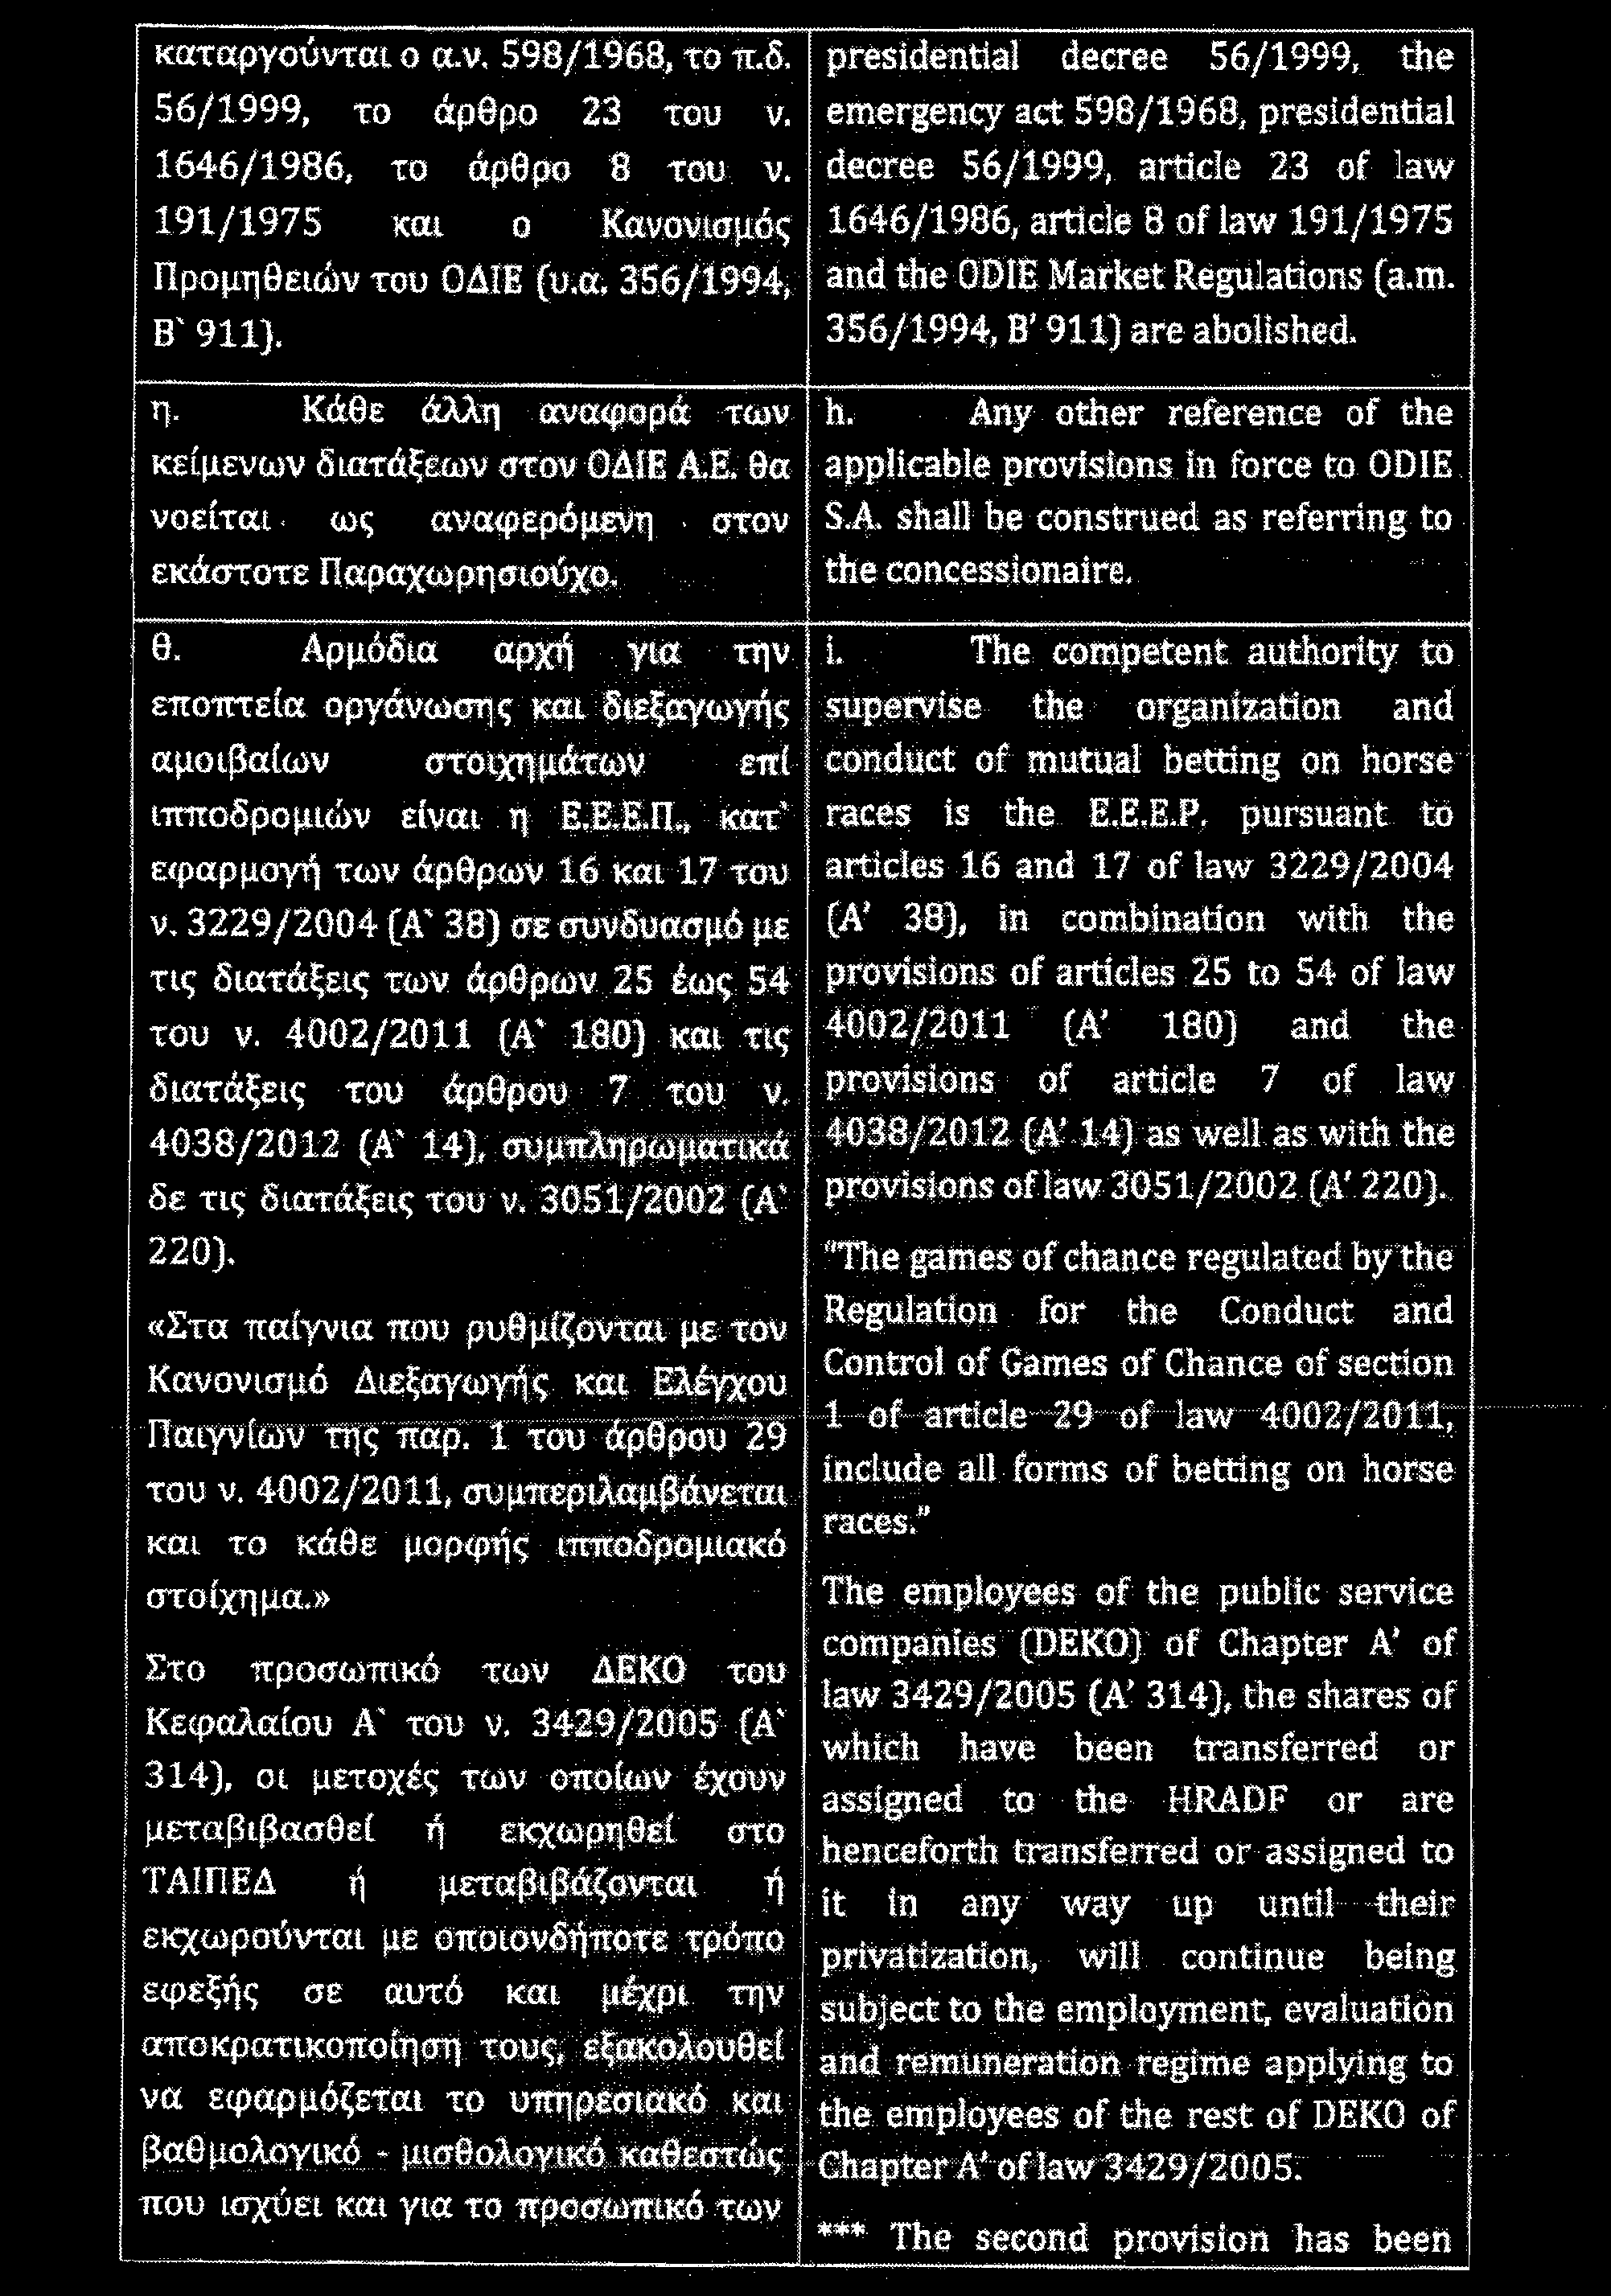 καταργούνται ο α.ν. 598/1968, το π.δ.
56/1999, το άρθρο 23 του ν.
1646/1986, το άρθρο 8 του ν.
191/1975 και ο Κανονισμός
Προμηθειών του ΟΔΙΕ (υ.α. 356/1994,
Β` 911).
presidential decree 56/1999, the
emergency act 598/1968, presidential
decree 56/1999, article 23 of law
1646/1986, article 8 of law 191/1975
and the ODIE Market Regulations (a.m.
356/1994, B' 911) are abolished.
η. Κάθε άλλη αναφορά των
κείμενων διατάξεων στον ΟΔΙΕ Α.Ε. θα
νοείται ως αναφερόμενη στον
εκάστοτε Παραχωρησιούχο.
h. Any other reference of the
applicable provisions in force to ODIE
S.A. shall be construed as referring to
the concessionaire.
θ. Αρμόδια αρχή για την
εποπτεία οργάνωσης και διεξαγωγής
αμοιβαίων στοιχημάτων επί
ιπποδρομιών είναι η Ε.Ε.Ε.Π., κατ`
εφαρμογή των άρθρων 16 και 17 του
ν. 3229/2004 (Α` 38) σε συνδυασμό με
τις διατάξεις των άρθρων 25 έως 54
του ν. 4002/2011 (Α` 180) και τις
διατάξεις του άρθρου 7 του ν.
4038/2012 (Α` 14), συμπληρωματικά
δε τις διατάξεις του ν. 3051/2002 (Α`
220).
«Στα παίγνια που ρυθμίζονται με τον
Κανονισμό Διεξαγωγής και Ελέγχου
Παιγνίων της παρ. 1 του άρθρου 29
του ν. 4002/2011, συμπεριλαμβάνεται
και το κάθε μορφής ιπποδρομιακό
στοίχημα.»
Στο προσωπικό των ΔΕΚΟ του
Κεφαλαίου Α` του ν. 3429/2005 (Α`
314), οι μετοχές των οποίων έχουν
μεταβιβασθεί ή εκχωρηθεί στο
ΤΑΙΠΕΔ ή μεταβιβάζονται ή
εκχωρούνται με οποιονδήποτε τρόπο
εφεξής σε αυτό και μέχρι την
αποκρατικοποίηση τους, εξακολουθεί
να εφαρμόζεται το υπηρεσιακό και
βαθμολογικό - μισθολογικό καθεστώς
που ισχύει και για το προσωπικό των
i. The competent authority to
supervise the organization and
conduct of mutual betting on horse
races is the E.E.E.P. pursuant to
articles 16 and 17 of law 3229/2004
(A' 38), in combination with the
provisions of articles 25 to 54 of law
4002/2011 (A' 180) and the
provisions of article 7 of law
4038/2012 (A' 14) as well as with the
provisions of law 3051/2002 (A' 220).
"The games of chance regulated by the
Regulation for the Conduct and
Control of Games of Chance of section
1 of article 29 of law 4002/2011,
include all forms of betting on horse
races."
The employees of the public service
companies (DEKO) of Chapter A' of
law 3429/2005 (A' 314), the shares of
which have been transferred or
assigned to the HRADF or are
henceforth transferred or assigned to
it in any way up until their
privatization, will continue being
subject to the employment, evaluation
and remuneration regime applying to
the employees of the rest of DEKO of
Chapter A' of law 3429/2005.
*** The second provision has been